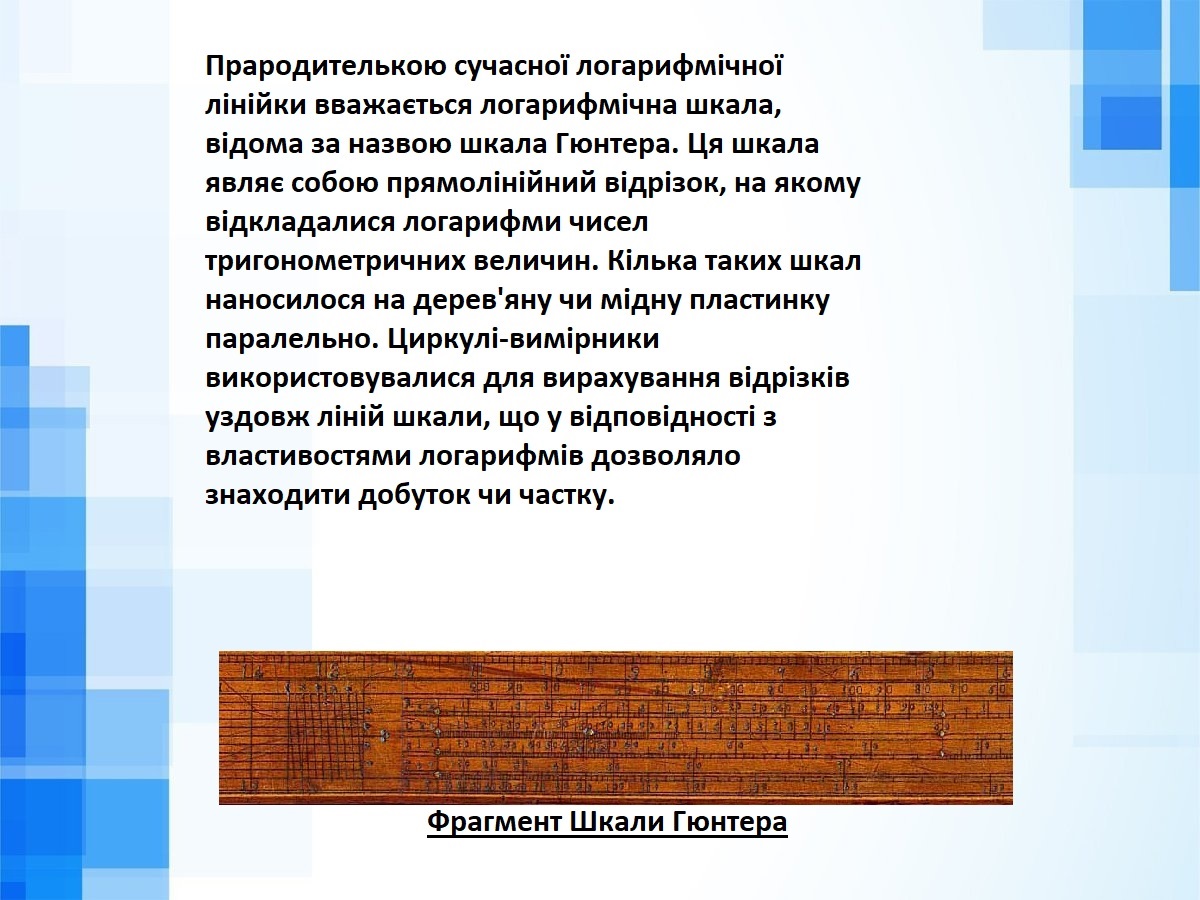 Прародителькою сучасної логарифмічної
лінійки вважається логарифмічна шкала,
відома за назвою шкала Гюнтера. Ця шкала
являє собою прямолінійний відрізок, на якому
відкладалися логарифми чисел
тригонометричних величин. Кілька таких шкал
наносилося на дерев'яну чи мідну пластинку
паралельно. Циркулі-вимірники
використовувалися для вирахування відрізків
уздовж ліній шкали, що у відповідності з
властивостями логарифмів дозволяло
знаходити добуток чи частку.
Фрагмент Шкали Гюнтера